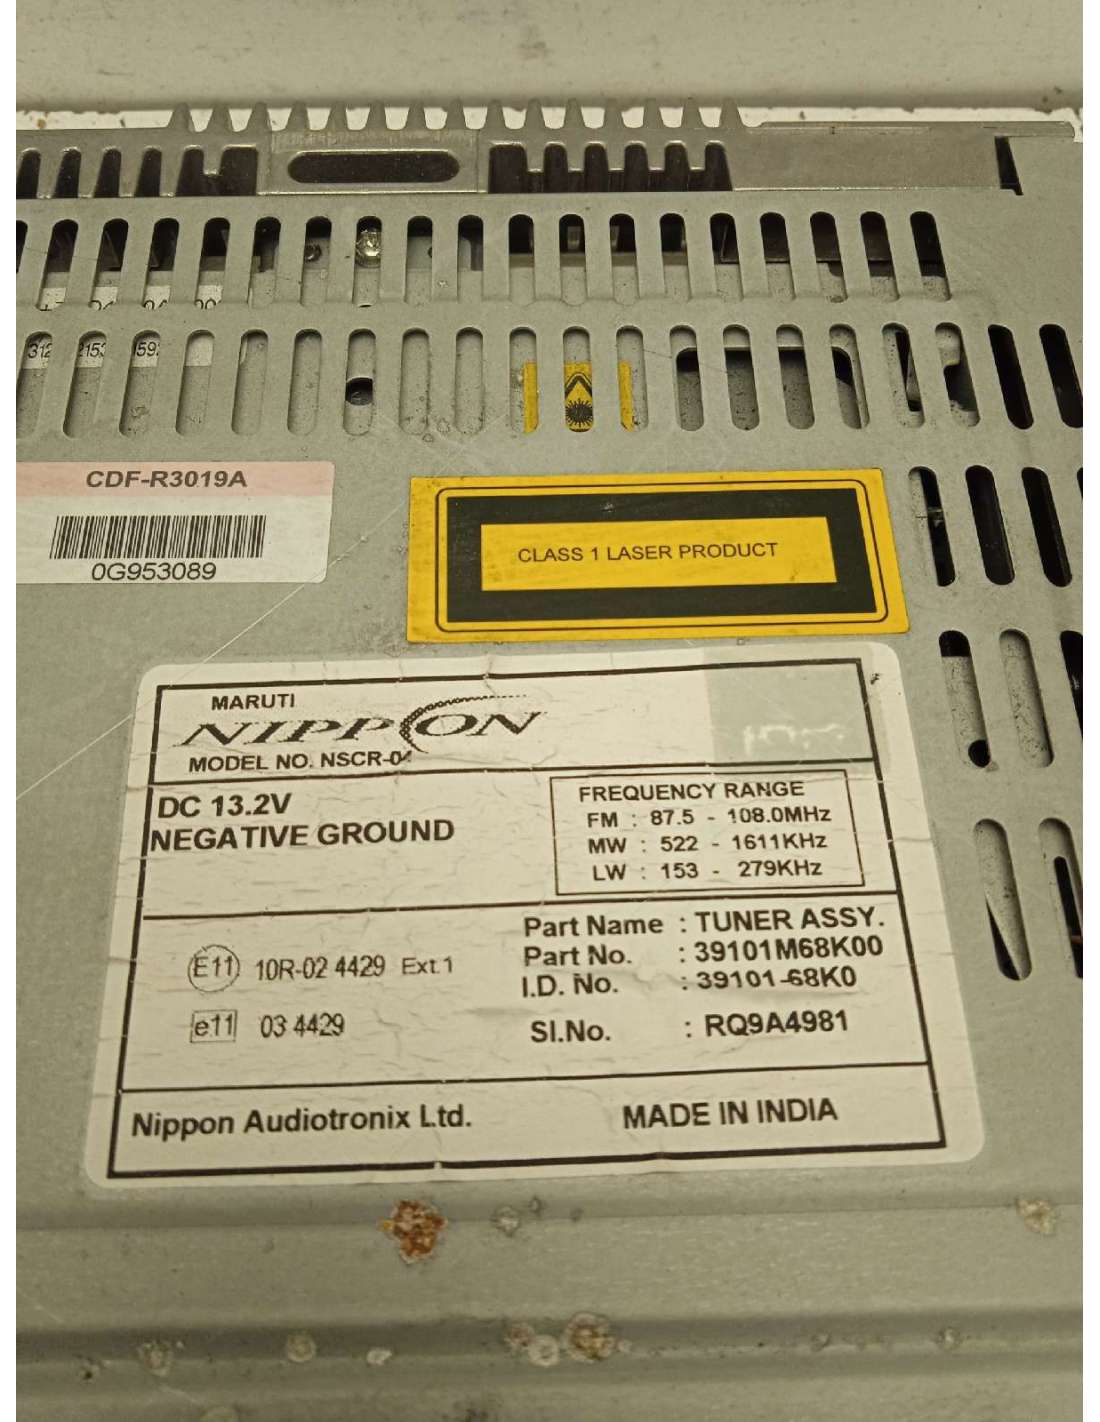 312 2153 592
CDF-R3019A
0G953089
CLASS 1 LASER PRODUCT
MARUTI
NIPPON
MODEL NO. NSCR-04
DC 13.2V
NEGATIVE GROUND
FREQUENCY RANGE
FM : 87.5 - 108.0MHz
MW : 522 - 1611KHz
LW : 153 - 279KHz
E11 10R-02 4429 Ext.1
e11 03 4429
Part Name : TUNER ASSY.
Part No. : 39101M68K00
I.D. No. : 39101-68K0
Sl.No. : RQ9A4981
Nippon Audiotronix Ltd.
MADE IN INDIA